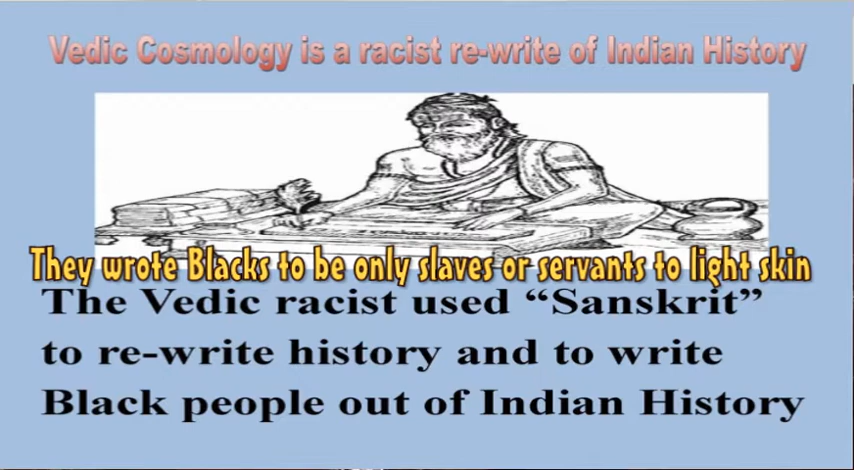 Vedic Cosmology is a racist re-write of Indian History
They wrote Blacks to be only slaves or servants to light skin
The Vedic racist used “Sanskrit”
to re-write history and to write
Black people out of Indian History